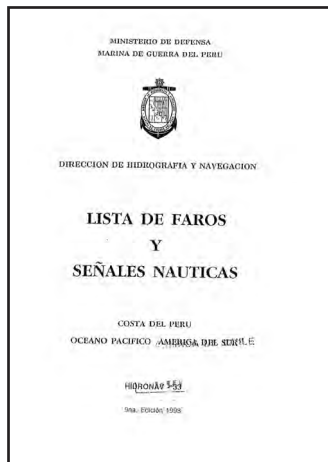 MINISTERIO DE DEFENSA
MARINA DE GUERRA DEL PERU
DIRECCION DE HIDROGRAFIA Y NAVEGACION
LISTA DE FAROS
Y
SEÑALES NAUTICAS
COSTA DEL PERU
OCEANO PACIFICO AMERICA DEL SUR
HIDRONAV
9na. Edición 1998